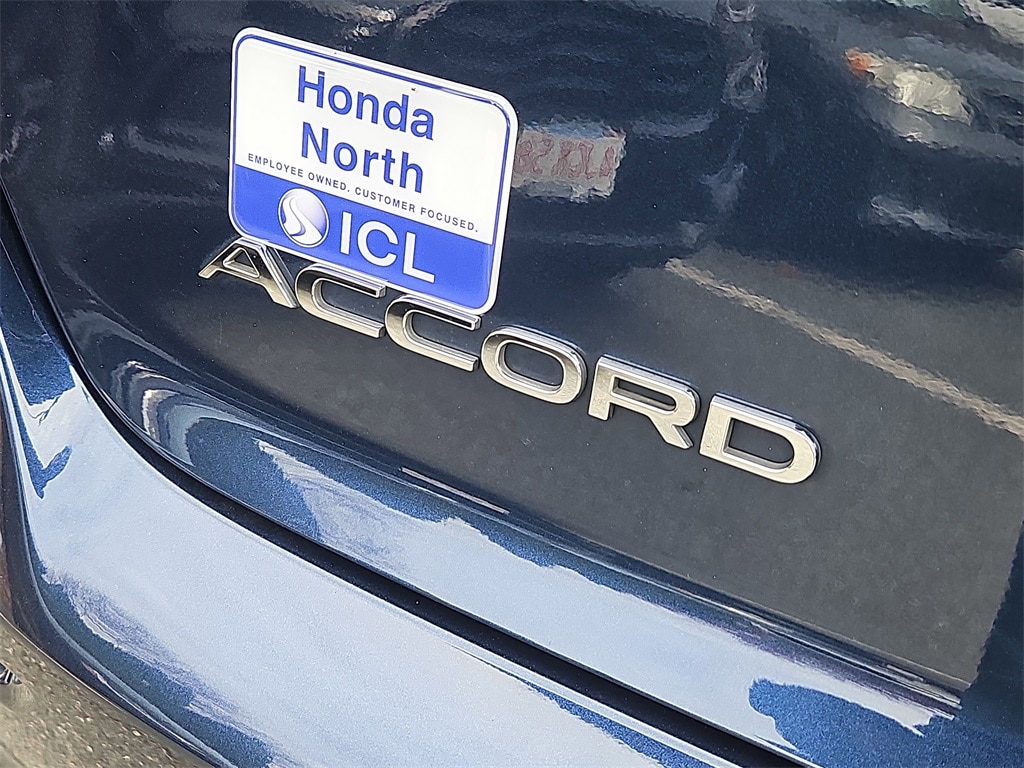 Honda
North
EMPLOYEE OWNED. CUSTOMER FOCUSED.
ICL
ACCORD